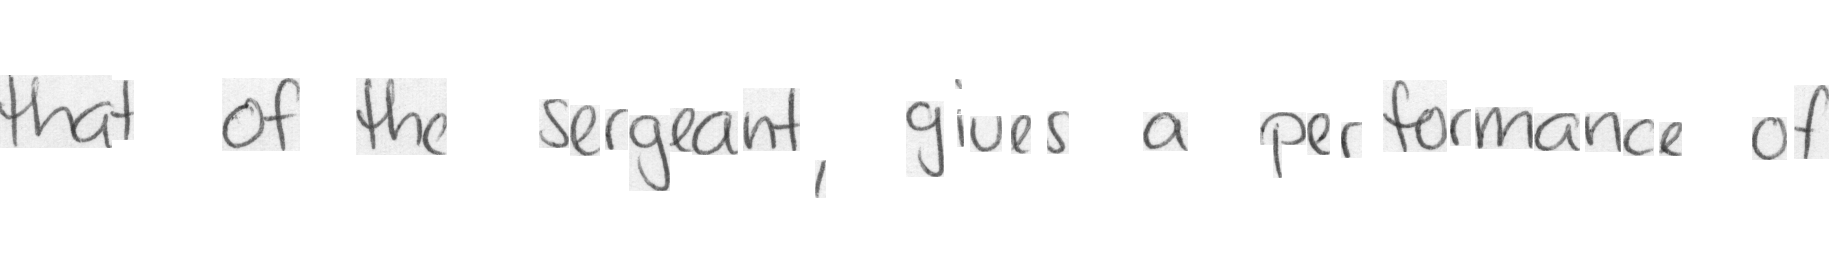 that of the sergeant, gives a performance of